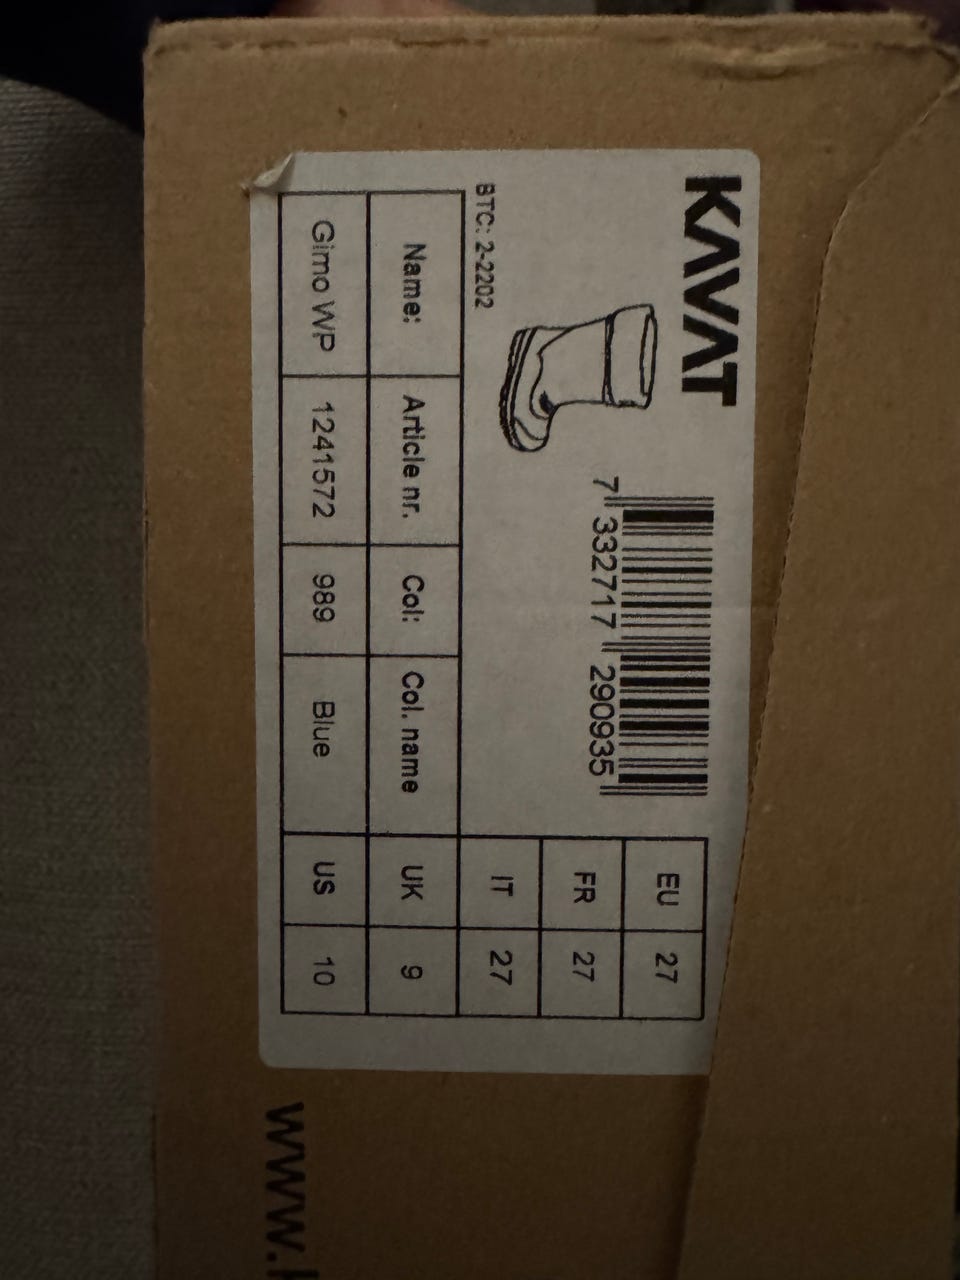 KAVAT
7 332717 290935
BTC: 2-2202
EU 27
FR 27
IT 27
Name: Article nr. Col: Col. name UK 9
Gimo WP 1241572 989 Blue US 10
www.